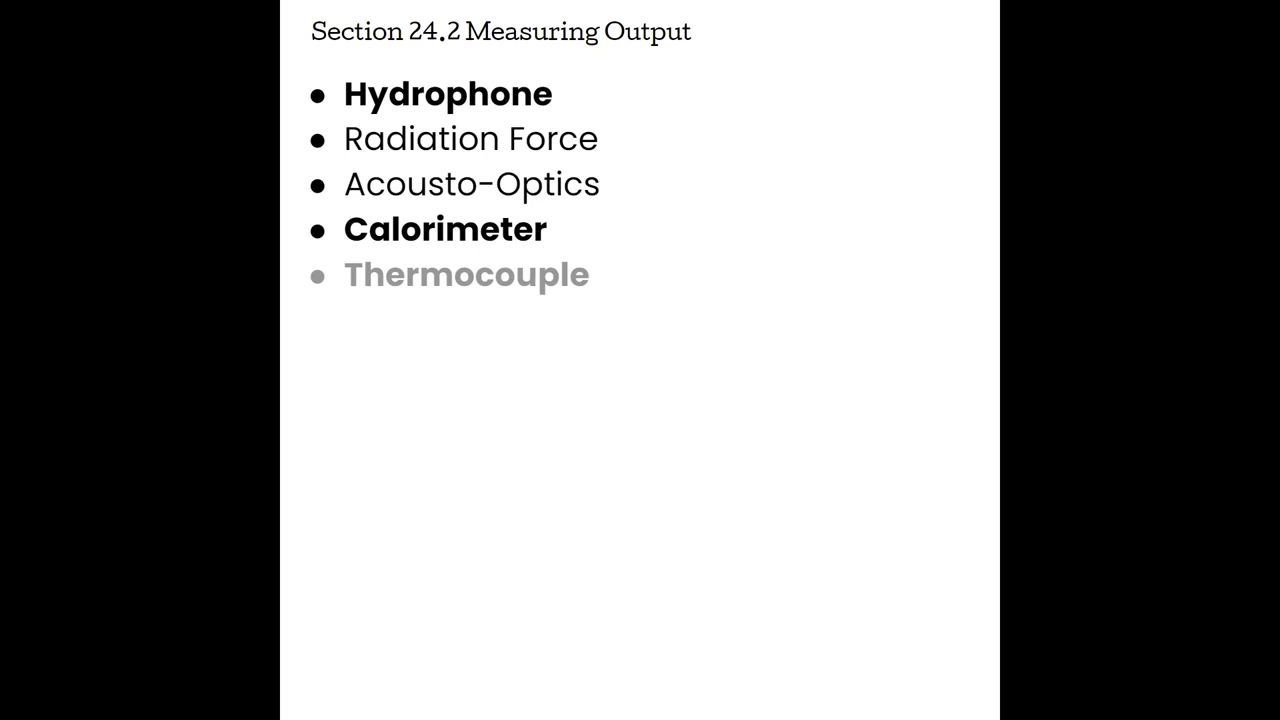 Section 24.2 Measuring Output
● Hydrophone
● Radiation Force
● Acousto-Optics
● Calorimeter
● Thermocouple